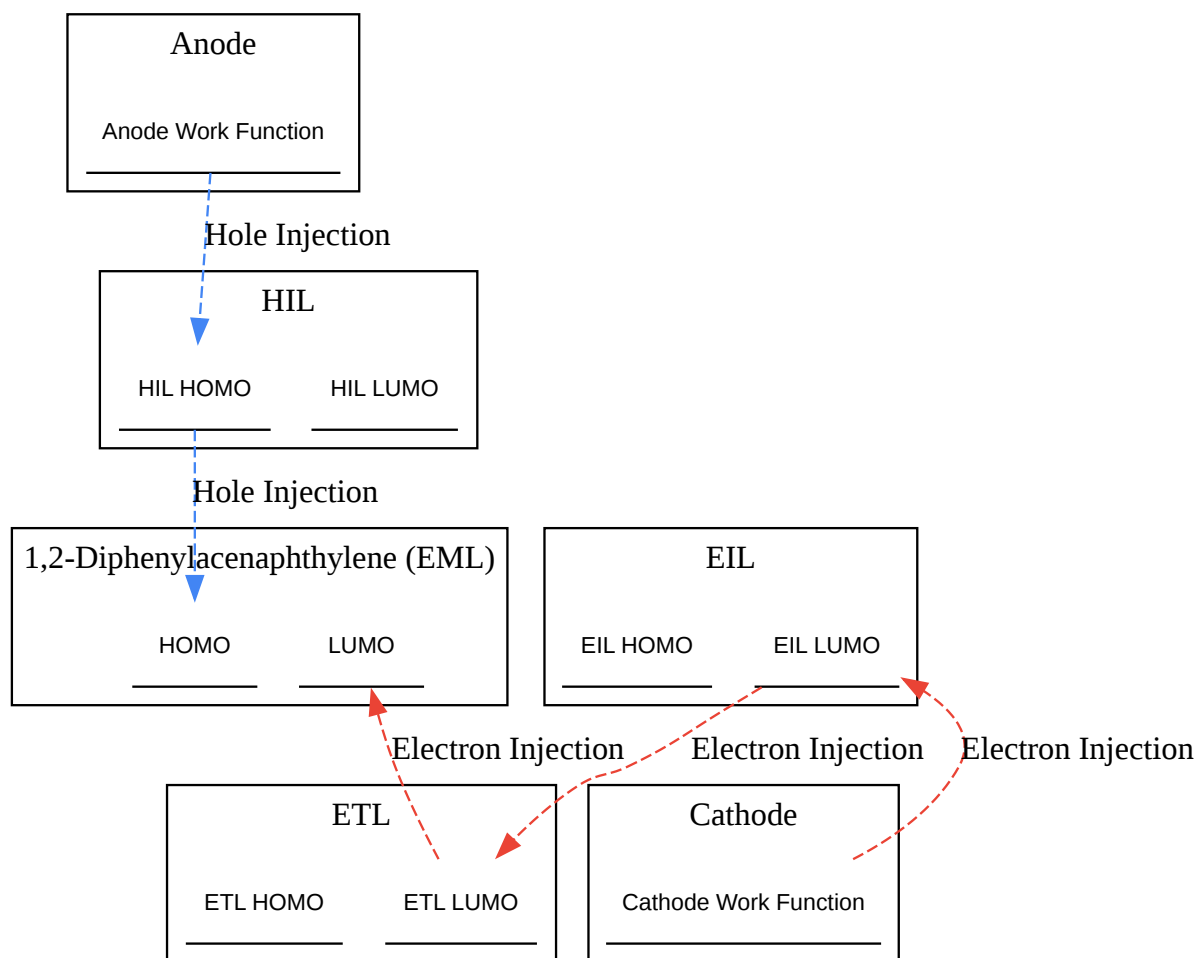 Anode
Anode Work Function
Hole Injection
HIL
HIL HOMO
HIL LUMO
Hole Injection
1,2-Diphenylacenaphthylene (EML)
HOMO
LUMO
EIL
EIL HOMO
EIL LUMO
Electron Injection
Electron Injection
Electron Injection
ETL
ETL HOMO
ETL LUMO
Cathode
Cathode Work Function